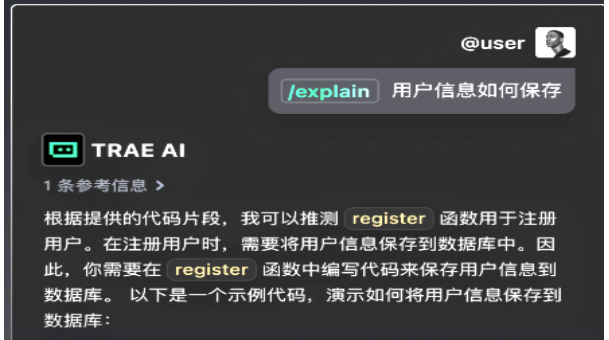 @user
/explain 用户信息如何保存
TRAE AI
1 条参考信息 >
根据提供的代码片段，我可以推测 register 函数用于注册
用户。在注册用户时，需要将用户信息保存到数据库中。因
此，你需要在 register 函数中编写代码来保存用户信息到
数据库。 以下是一个示例代码，演示如何将用户信息保存到
数据库：